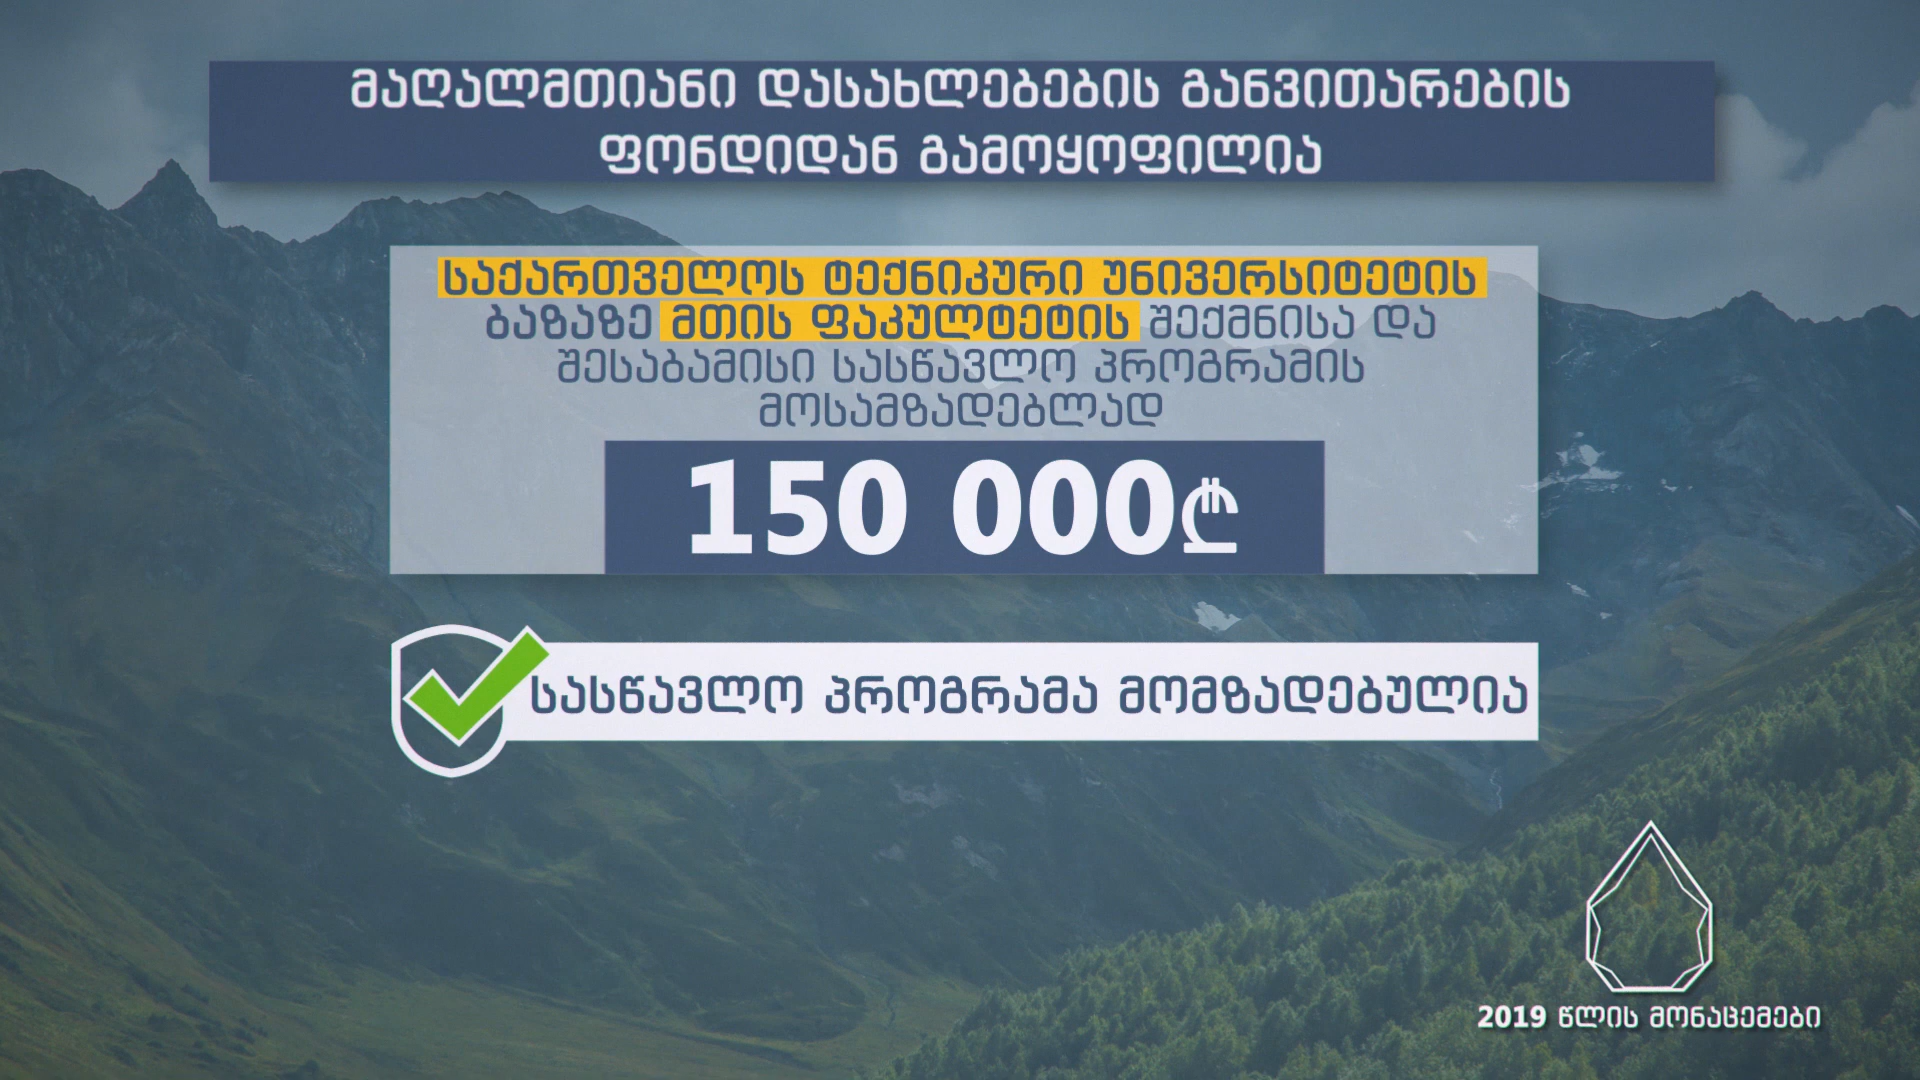 მაღალმთიანი დასახლებების განვითარების
ფონდიდან გამოყოფილია
საქართველოს ტექნიკური უნივერსიტეტის
ბაზაზე მთის ფაკულტეტის შექმნისა და
შესაბამისი სასწავლო პროგრამის
მოსამზადებლად
150 000₾
სასწავლო პროგრამა მომზადებულია
2019 წლის მონაცემები